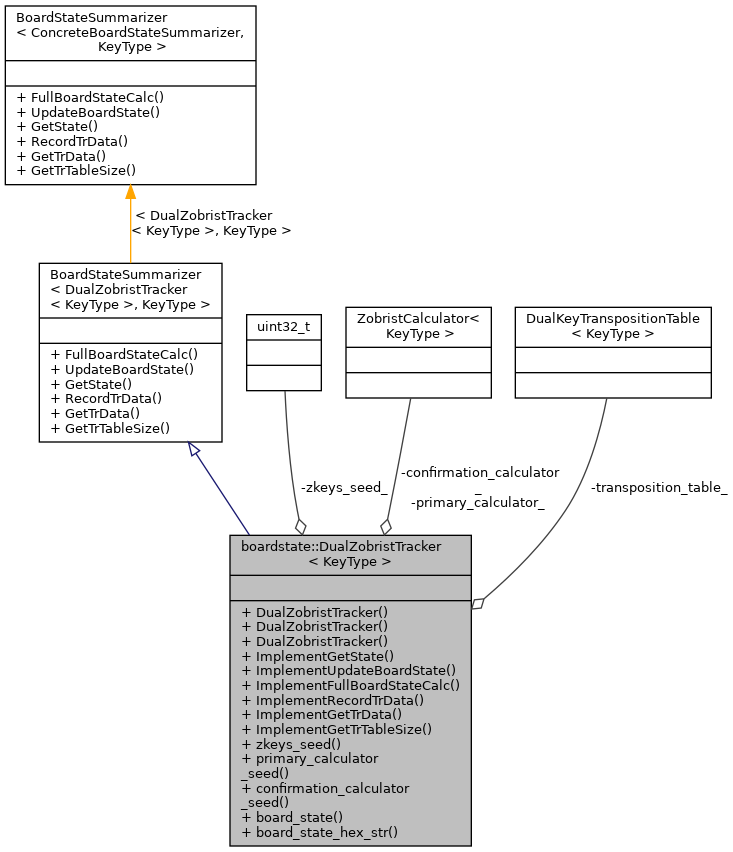 BoardStateSummarizer
< ConcreteBoardStateSummarizer,
KeyType >
+ FullBoardStateCalc()
+ UpdateBoardState()
+ GetState()
+ RecordTrData()
+ GetTrData()
+ GetTrTableSize()
< DualZobristTracker
< KeyType >, KeyType >
BoardStateSummarizer
< DualZobristTracker
< KeyType >, KeyType >
+ FullBoardStateCalc()
+ UpdateBoardState()
+ GetState()
+ RecordTrData()
+ GetTrData()
+ GetTrTableSize()
uint32_t
ZobristCalculator<
KeyType >
DualKeyTranspositionTable
< KeyType >
-zkeys_seed_
-confirmation_calculator
_
-primary_calculator_
-transposition_table_
boardstate::DualZobristTracker
< KeyType >
+ DualZobristTracker()
+ DualZobristTracker()
+ DualZobristTracker()
+ ImplementGetState()
+ ImplementUpdateBoardState()
+ ImplementFullBoardStateCalc()
+ ImplementRecordTrData()
+ ImplementGetTrData()
+ ImplementGetTrTableSize()
+ zkeys_seed()
+ primary_calculator
_seed()
+ confirmation_calculator
_seed()
+ board_state()
+ board_state_hex_str()